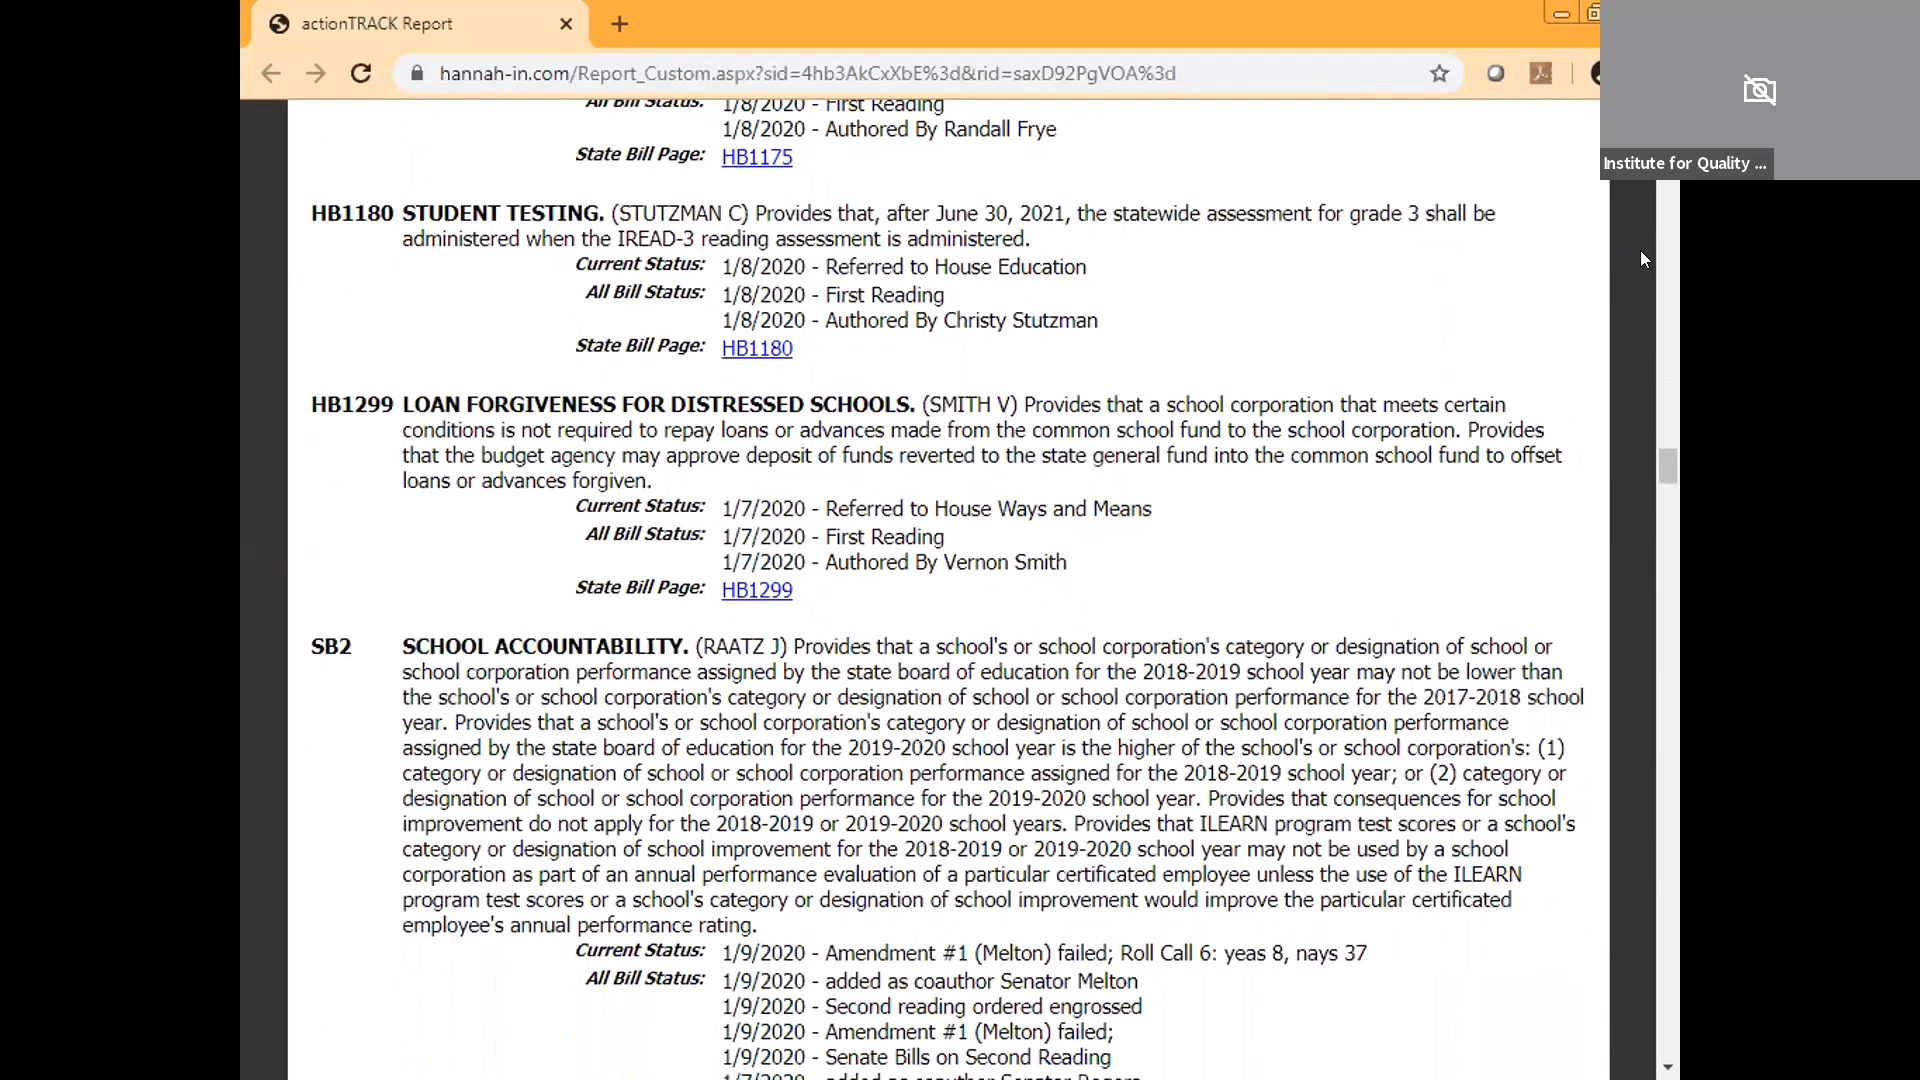 actionTRACK Report
hannah-in.com/Report_Custom.aspx?sid=4hb3AkCxXbE%3d&rid=saxD92PgVOA%3d
Institute for Quality ...
All Bill Status: 1/8/2020 - First Reading
1/8/2020 - Authored By Randall Frye
State Bill Page: HB1175
HB1180 STUDENT TESTING. (STUTZMAN C) Provides that, after June 30, 2021, the statewide assessment for grade 3 shall be
administered when the IREAD-3 reading assessment is administered.
Current Status: 1/8/2020 - Referred to House Education
All Bill Status: 1/8/2020 - First Reading
1/8/2020 - Authored By Christy Stutzman
State Bill Page: HB1180
HB1299 LOAN FORGIVENESS FOR DISTRESSED SCHOOLS. (SMITH V) Provides that a school corporation that meets certain
conditions is not required to repay loans or advances made from the common school fund to the school corporation. Provides
that the budget agency may approve deposit of funds reverted to the state general fund into the common school fund to offset
loans or advances forgiven.
Current Status: 1/7/2020 - Referred to House Ways and Means
All Bill Status: 1/7/2020 - First Reading
1/7/2020 - Authored By Vernon Smith
State Bill Page: HB1299
SB2 SCHOOL ACCOUNTABILITY. (RAATZ J) Provides that a school's or school corporation's category or designation of school or
school corporation performance assigned by the state board of education for the 2018-2019 school year may not be lower than
the school's or school corporation's category or designation of school or school corporation performance for the 2017-2018 school
year. Provides that a school's or school corporation's category or designation of school or school corporation performance
assigned by the state board of education for the 2019-2020 school year is the higher of the school's or school corporation's: (1)
category or designation of school or school corporation performance assigned for the 2018-2019 school year; or (2) category or
designation of school or school corporation performance for the 2019-2020 school year. Provides that consequences for school
improvement do not apply for the 2018-2019 or 2019-2020 school years. Provides that ILEARN program test scores or a school's
category or designation of school improvement for the 2018-2019 or 2019-2020 school year may not be used by a school
corporation as part of an annual performance evaluation of a particular certificated employee unless the use of the ILEARN
program test scores or a school's category or designation of school improvement would improve the particular certificated
employee's annual performance rating.
Current Status: 1/9/2020 - Amendment #1 (Melton) failed; Roll Call 6: yeas 8, nays 37
All Bill Status: 1/9/2020 - added as coauthor Senator Melton
1/9/2020 - Second reading ordered engrossed
1/9/2020 - Amendment #1 (Melton) failed;
1/9/2020 - Senate Bills on Second Reading